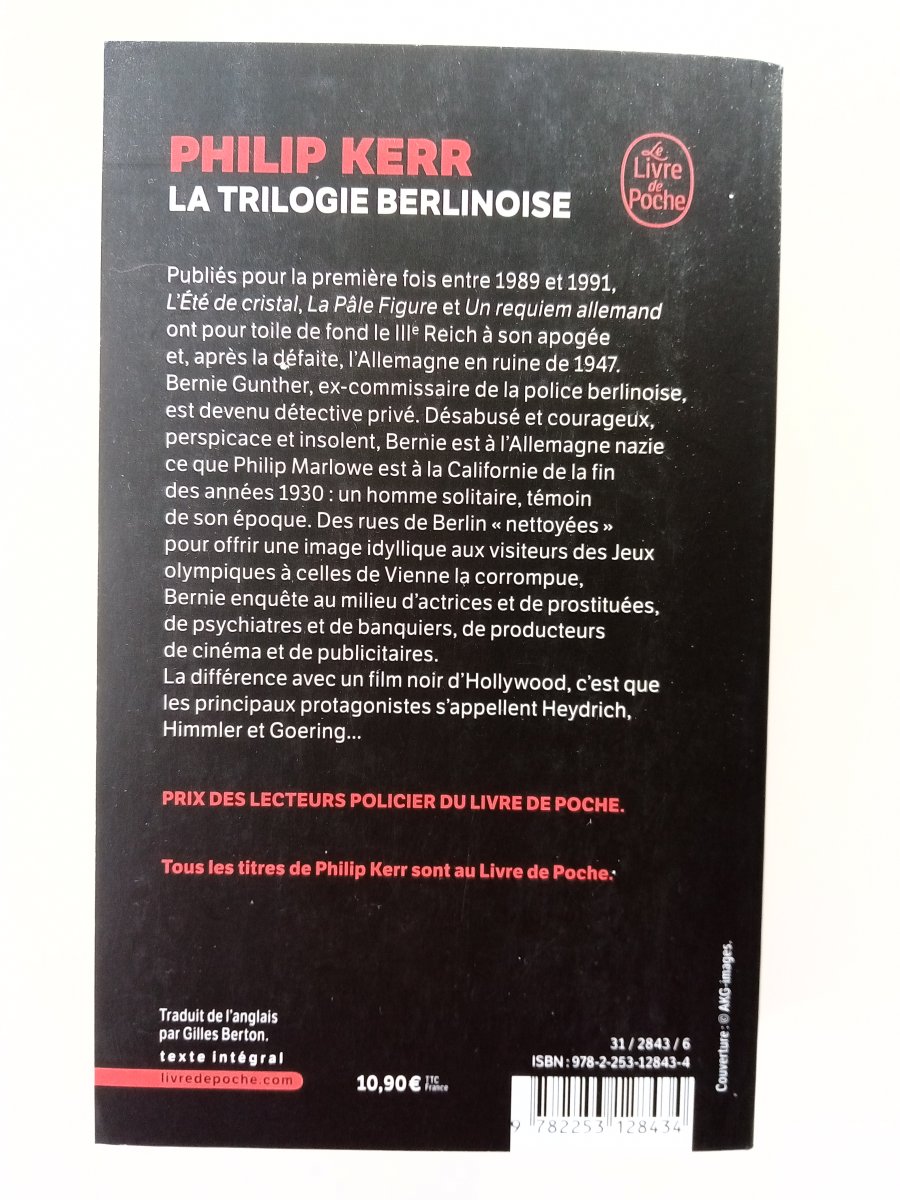 PHILIP KERR
LA TRILOGIE BERLINOISE
Le
Livre
de
Poche
Publiés pour la première fois entre 1989 et 1991,
L'Été de cristal, La Pâle Figure et Un requiem allemand
ont pour toile de fond le IIIe Reich à son apogée
et, après la défaite, l'Allemagne en ruine de 1947.
Bernie Gunther, ex-commissaire de la police berlinoise,
est devenu détective privé. Désabusé et courageux,
perspicace et insolent, Bernie est à l'Allemagne nazie
ce que Philip Marlowe est à la Californie de la fin
des années 1930 : un homme solitaire, témoin
de son époque. Des rues de Berlin « nettoyées »
pour offrir une image idyllique aux visiteurs des Jeux
olympiques à celles de Vienne la corrompue,
Bernie enquête au milieu d'actrices et de prostituées,
de psychiatres et de banquiers, de producteurs
de cinéma et de publicitaires.
La différence avec un film noir d'Hollywood, c'est que
les principaux protagonistes s'appellent Heydrich,
Himmler et Goering...
PRIX DES LECTEURS POLICIER DU LIVRE DE POCHE.
Tous les titres de Philip Kerr sont au Livre de Poche.
Traduit de l'anglais
par Gilles Berton.
texte intégral
livredepoche.com
10,90 € TTC France
31 / 2843 / 6
ISBN : 978-2-253-12843-4
9 782253 128434
Couverture : © AKG-images.